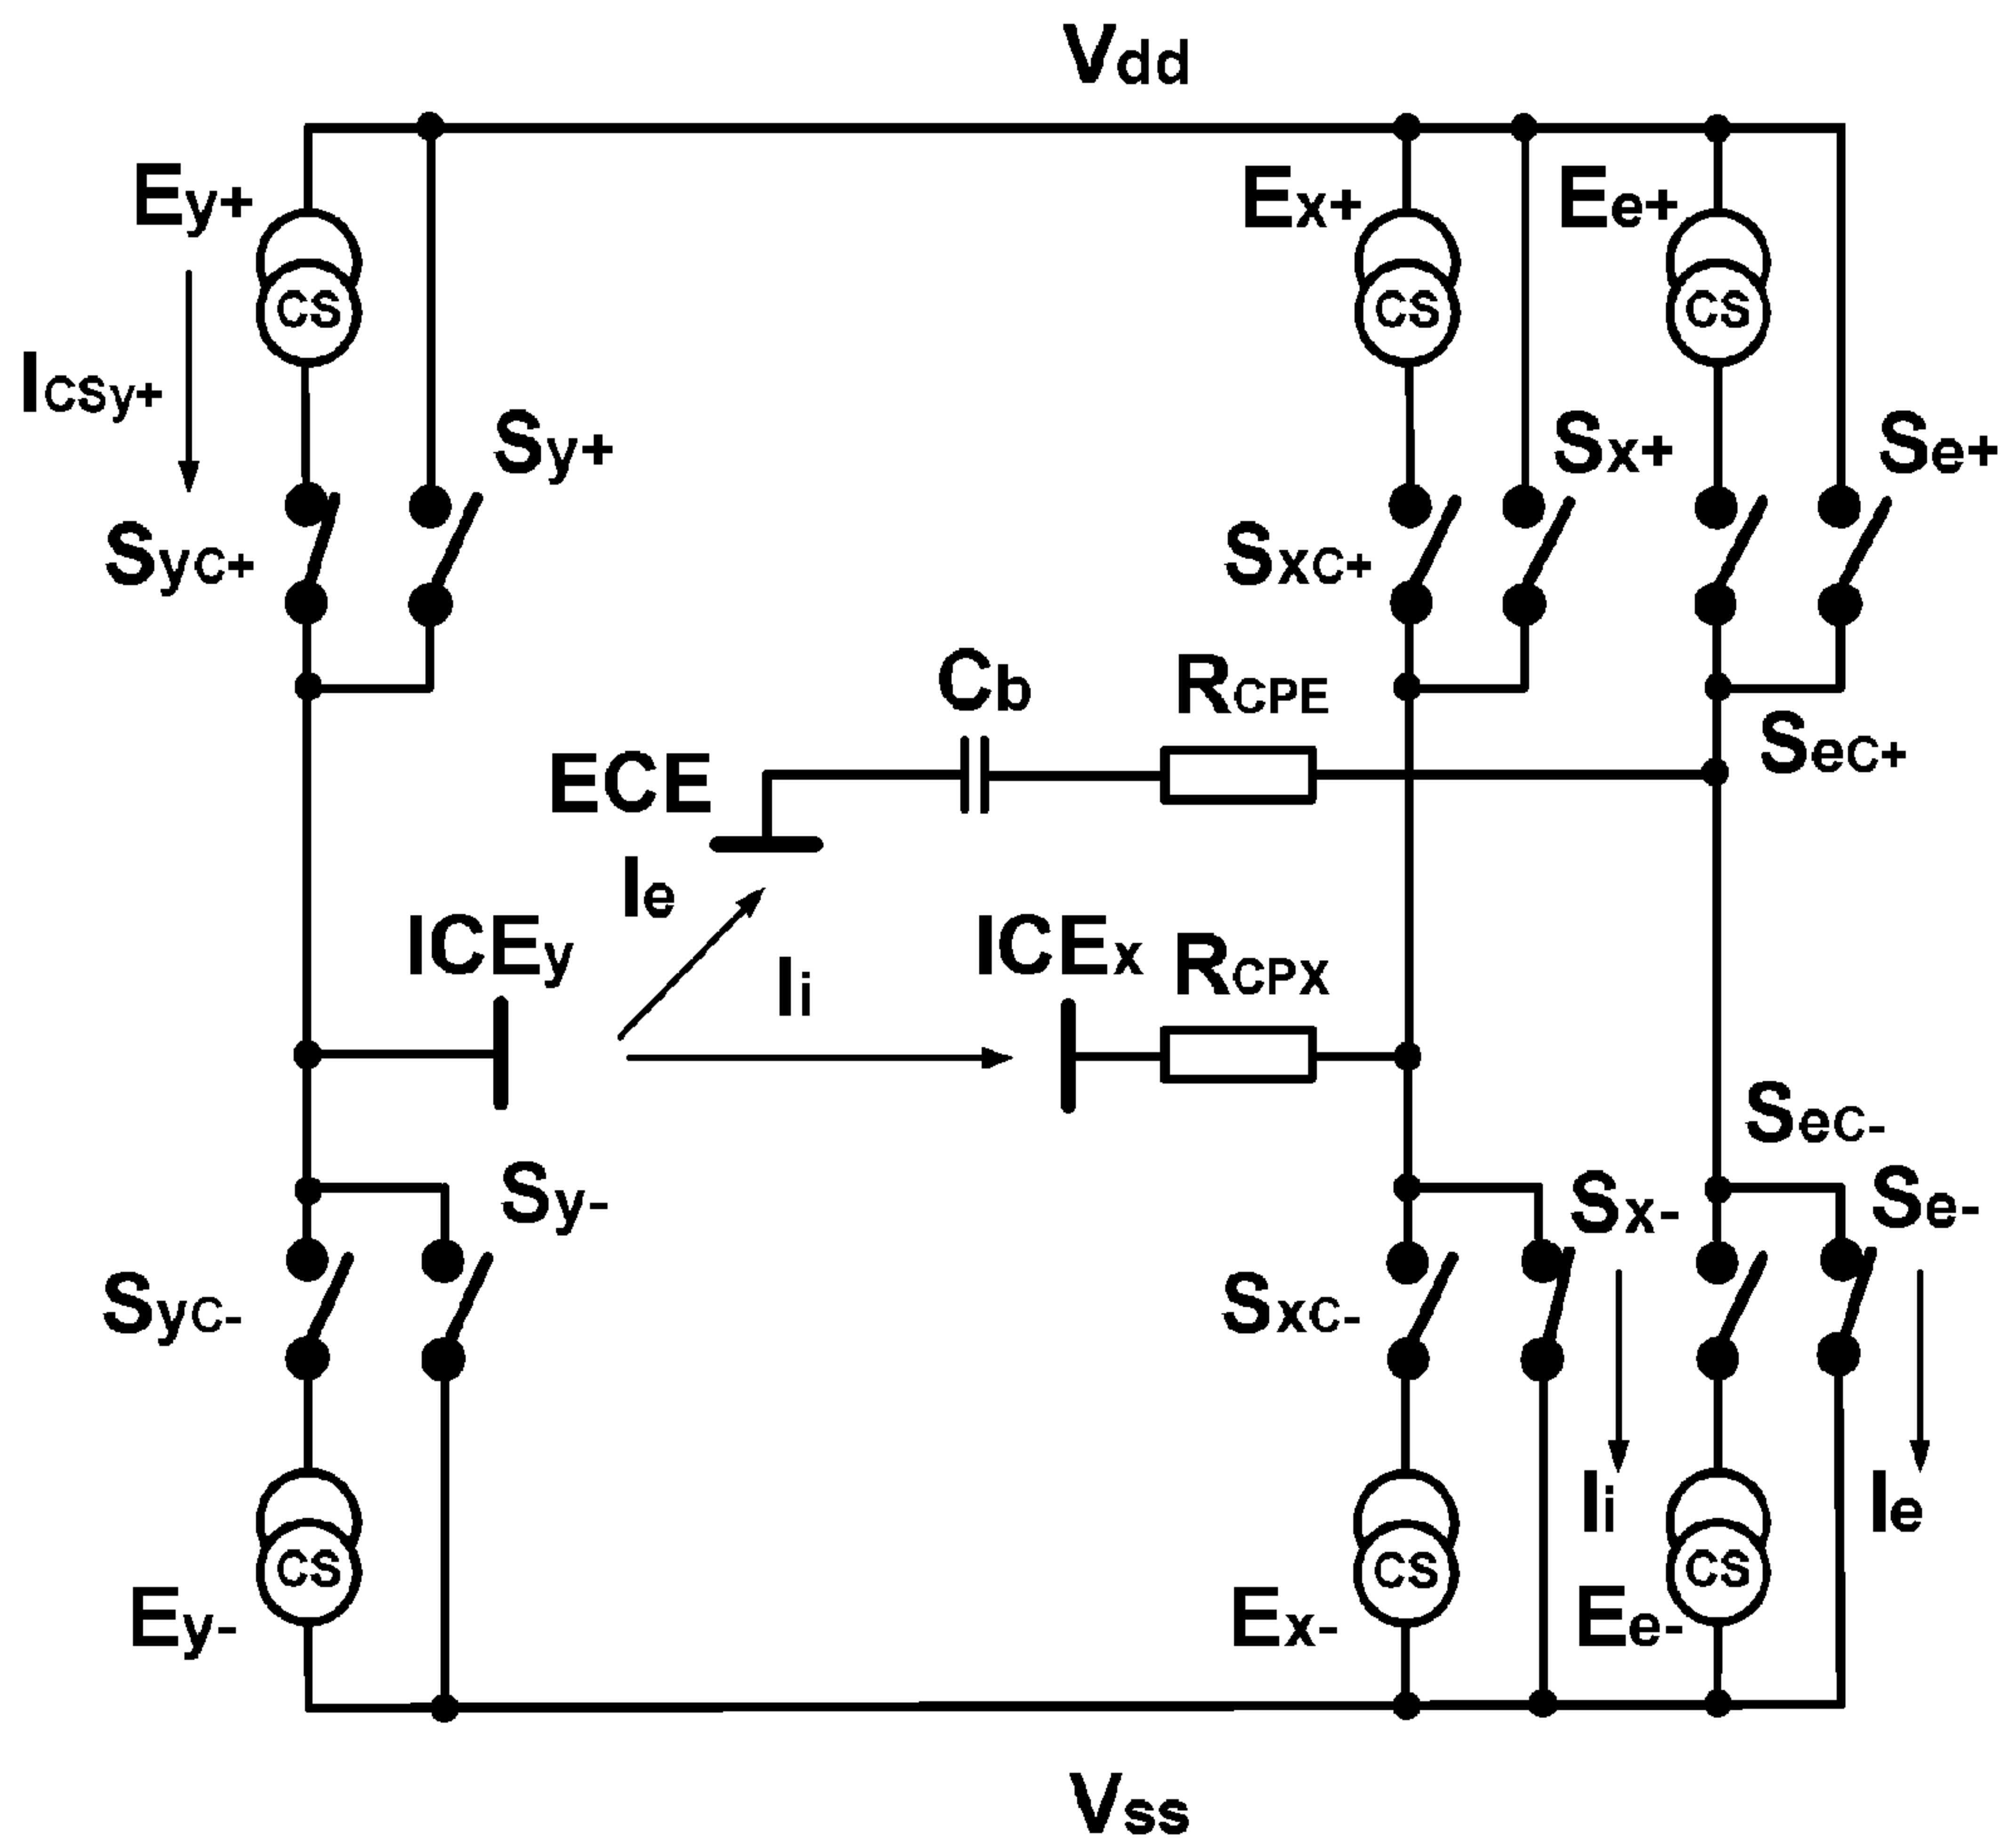 Vdd
Ey+
Ex+
Ee+
CS
CS
CS
ICSy+
Sy+
Sx+
Se+
SyC+
SxC+
Cb
RCPE
SeC+
ECE
Ie
ICEy
Ii
ICEx
RCPX
SeC-
Sy-
Sx-
Se-
SyC-
SxC-
Ii
Ie
CS
CS
CS
Ey-
Ex-
Ee-
Vss